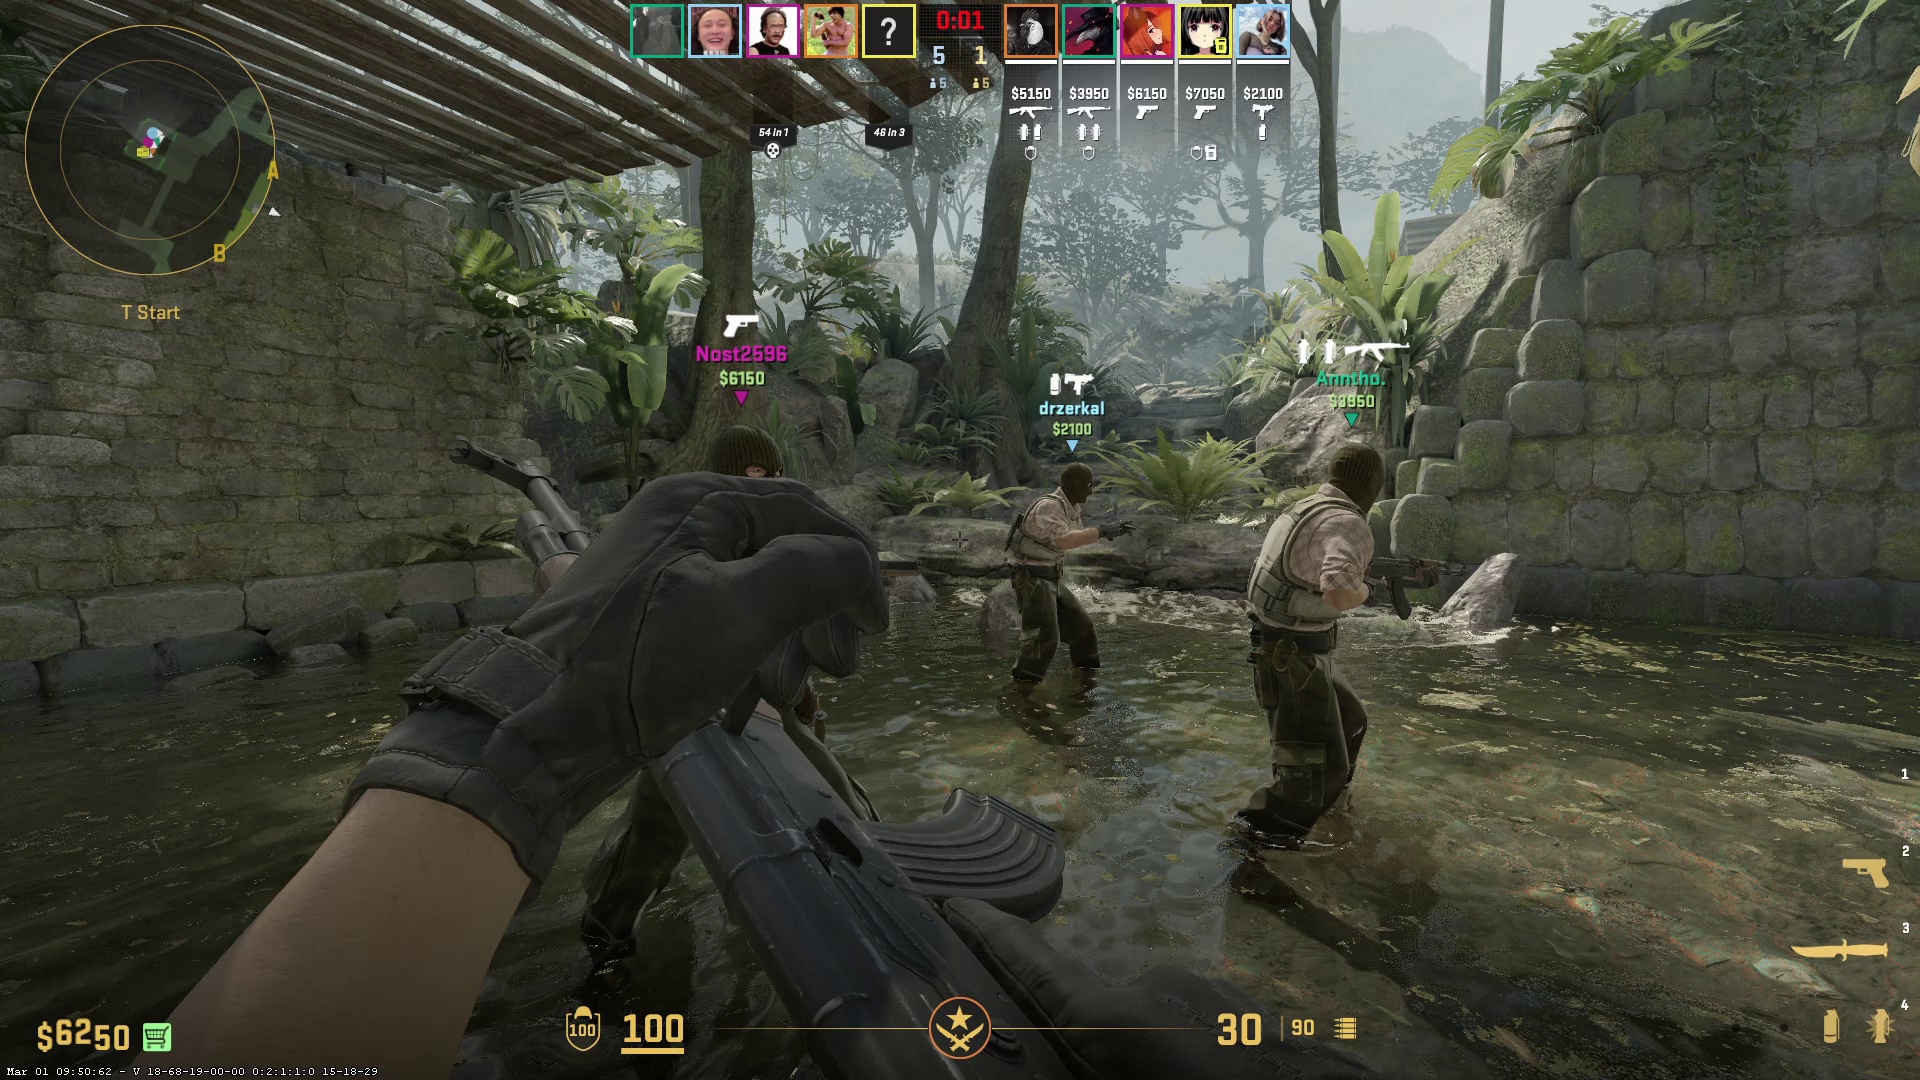 0:01
5 1
5 5
54 in 1
46 in 3
?
$5150 $3950 $6150 $7050 $2100
A
B
T Start
Nost2596
$6150
drzerkal
$2100
Anntho.
$3950
1
2
3
4
$6250
100
100
30 90
Mar 01 09:50:62 - V 18-68-19-00-00 0:2:1:1:0 15-18-29